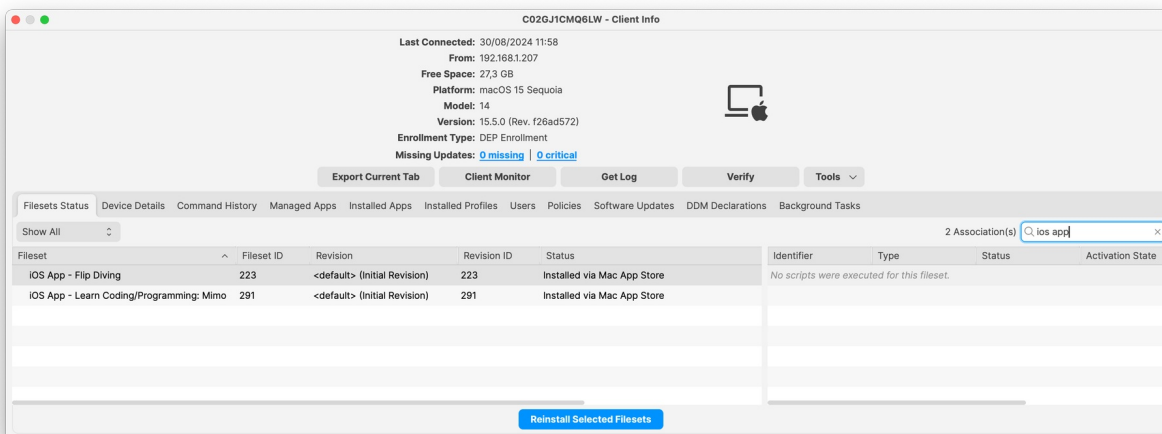 C02GJ1CMQ6LW - Client Info
Last Connected: 30/08/2024 11:58
From: 192.168.1.207
Free Space: 27,3 GB
Platform: macOS 15 Sequoia
Model: 14
Version: 15.5.0 (Rev. f26ad572)
Enrollment Type: DEP Enrollment
Missing Updates: 0 missing | 0 critical
Export Current Tab Client Monitor Get Log Verify Tools
Filesets Status Device Details Command History Managed Apps Installed Apps Installed Profiles Users Policies Software Updates DDM Declarations Background Tasks
Show All 2 Association(s) ios app
Fileset Fileset ID Revision Revision ID Status Identifier Type Status Activation State
iOS App - Flip Diving 223 <default> (Initial Revision) 223 Installed via Mac App Store No scripts were executed for this fileset.
iOS App - Learn Coding/Programming: Mimo 291 <default> (Initial Revision) 291 Installed via Mac App Store
Reinstall Selected Filesets